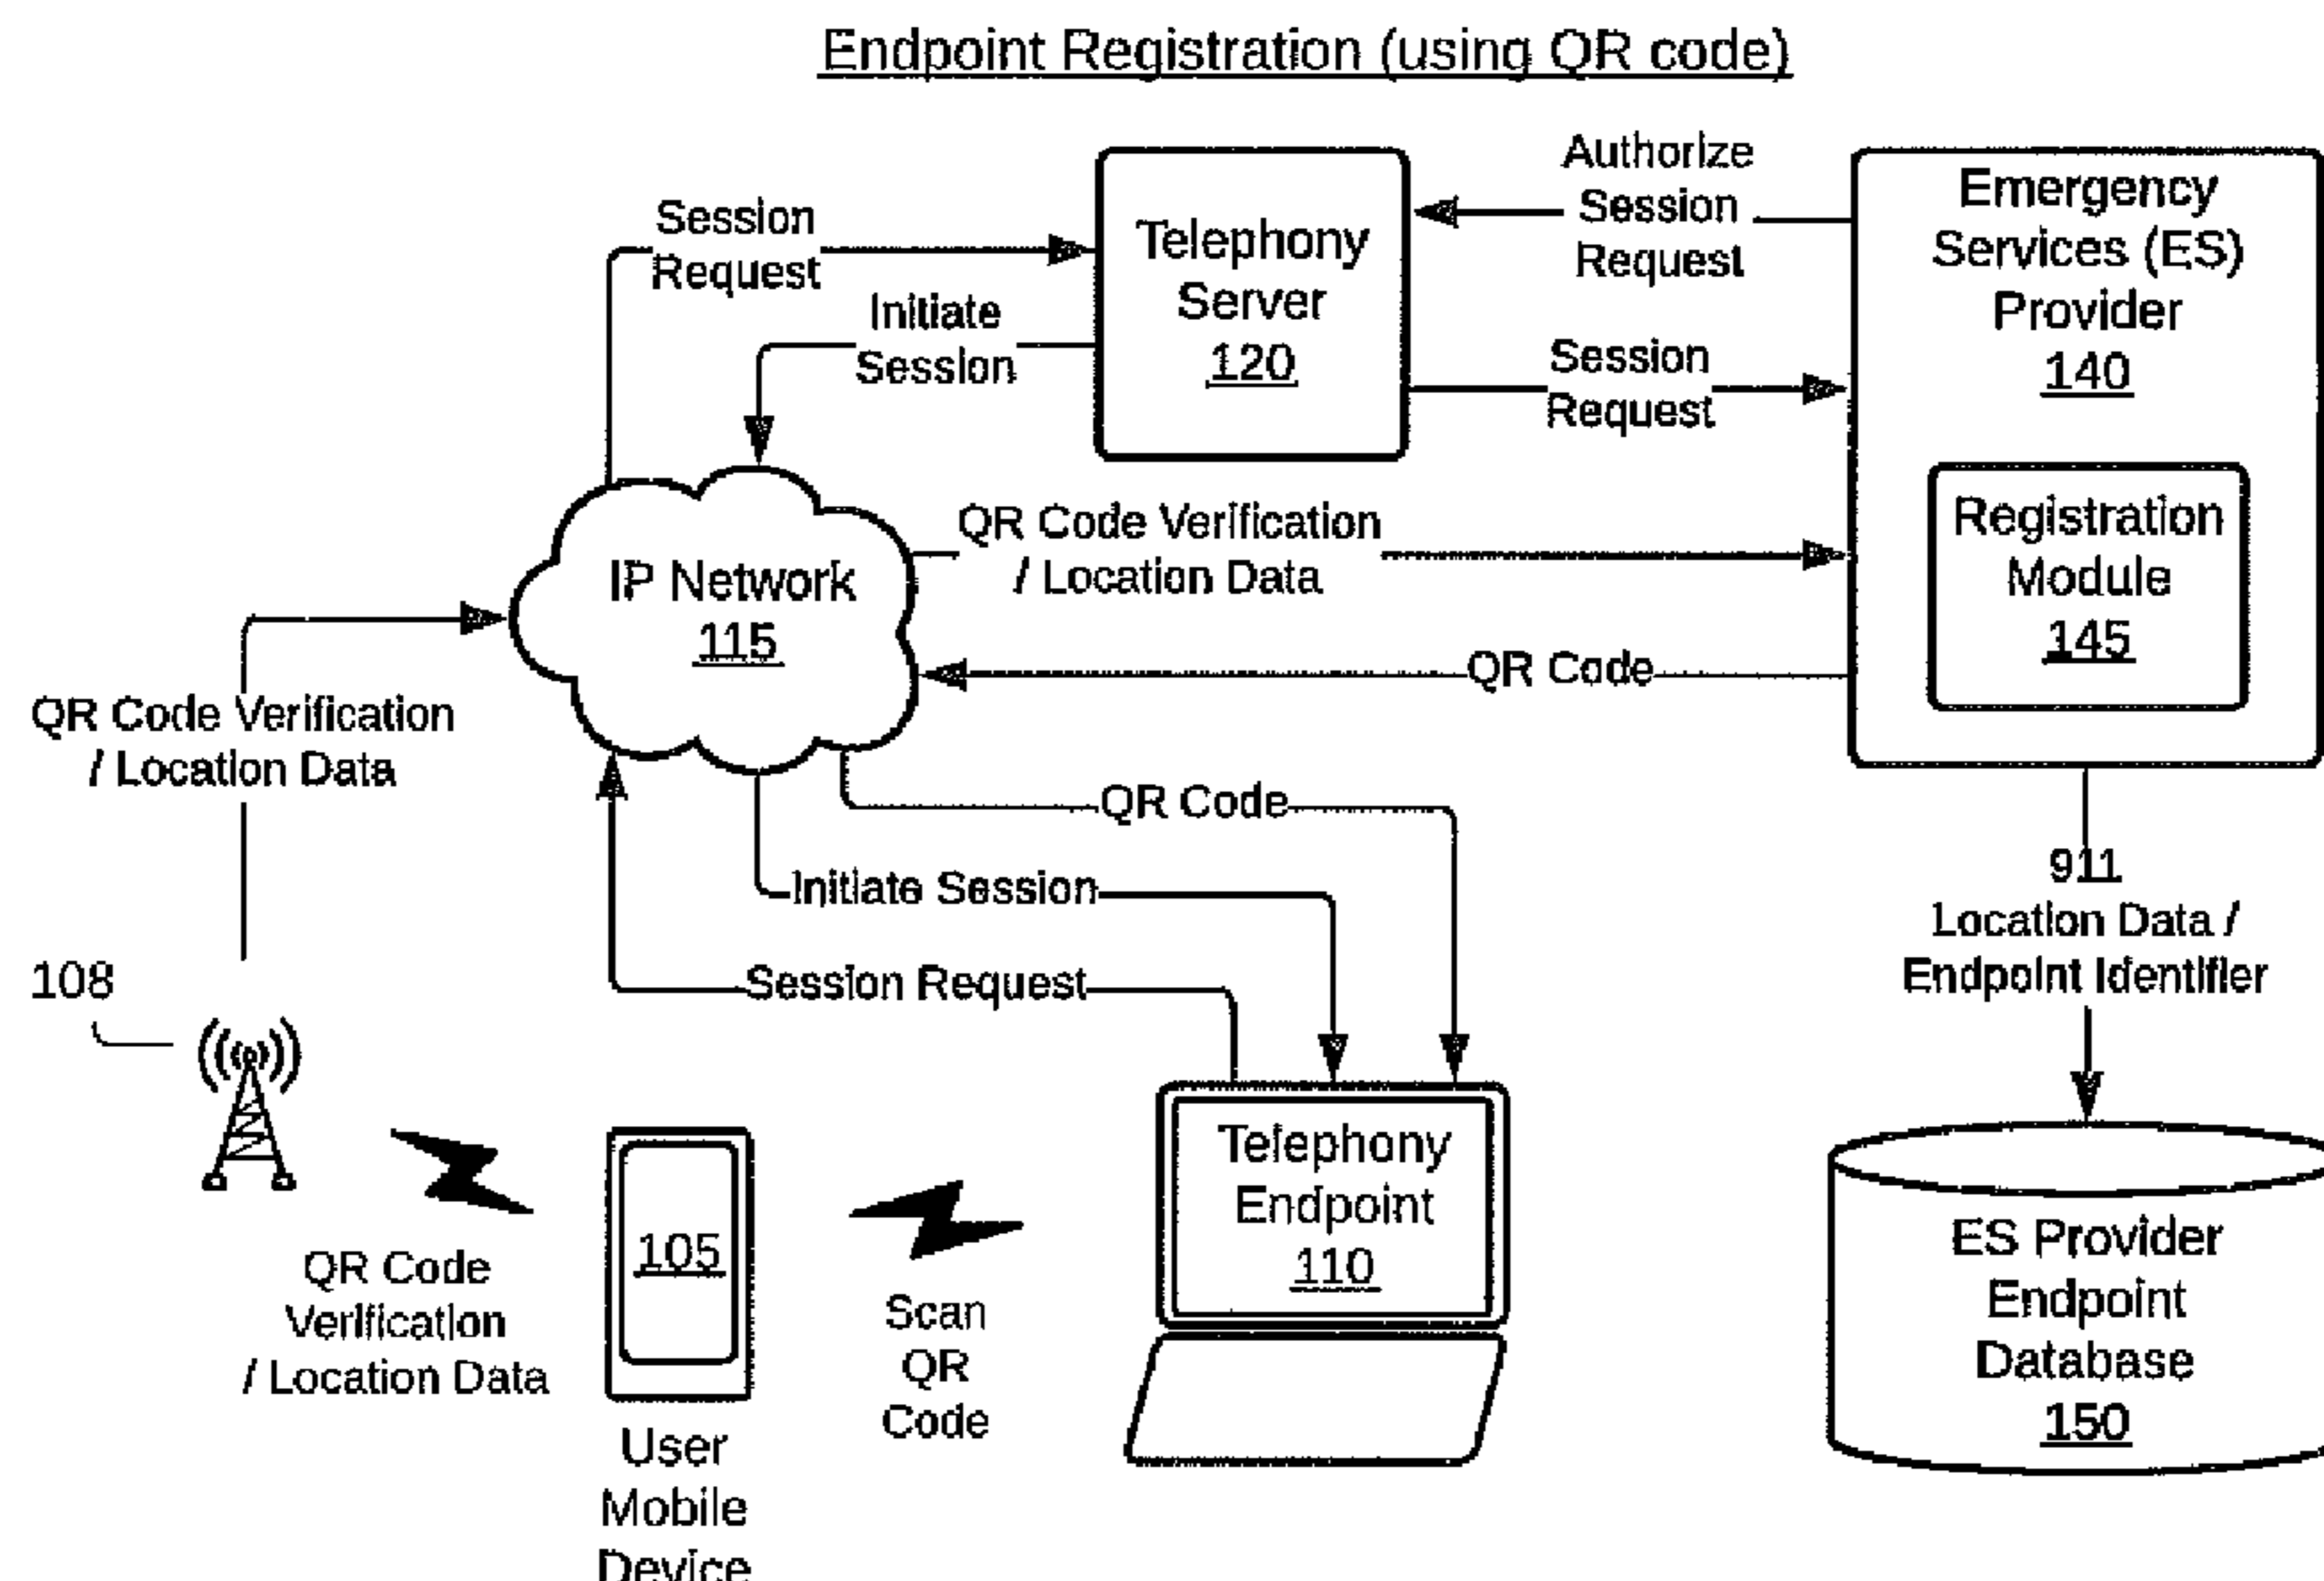 Endpoint Registration (using QR code)
Session
Request
Initiate
Session
Telephony
Server
120
Authorize
Session
Request
Session
Request
Emergency
Services (ES)
Provider
140
Registration
Module
145
IP Network
115
QR Code Verification
/ Location Data
QR Code
QR Code Verification
/ Location Data
QR Code
Initiate Session
Session Request
911
Location Data /
Endpoint Identifier
108
QR Code
Verification
/ Location Data
105
User
Mobile
Device
Scan
QR
Code
Telephony
Endpoint
110
ES Provider
Endpoint
Database
150